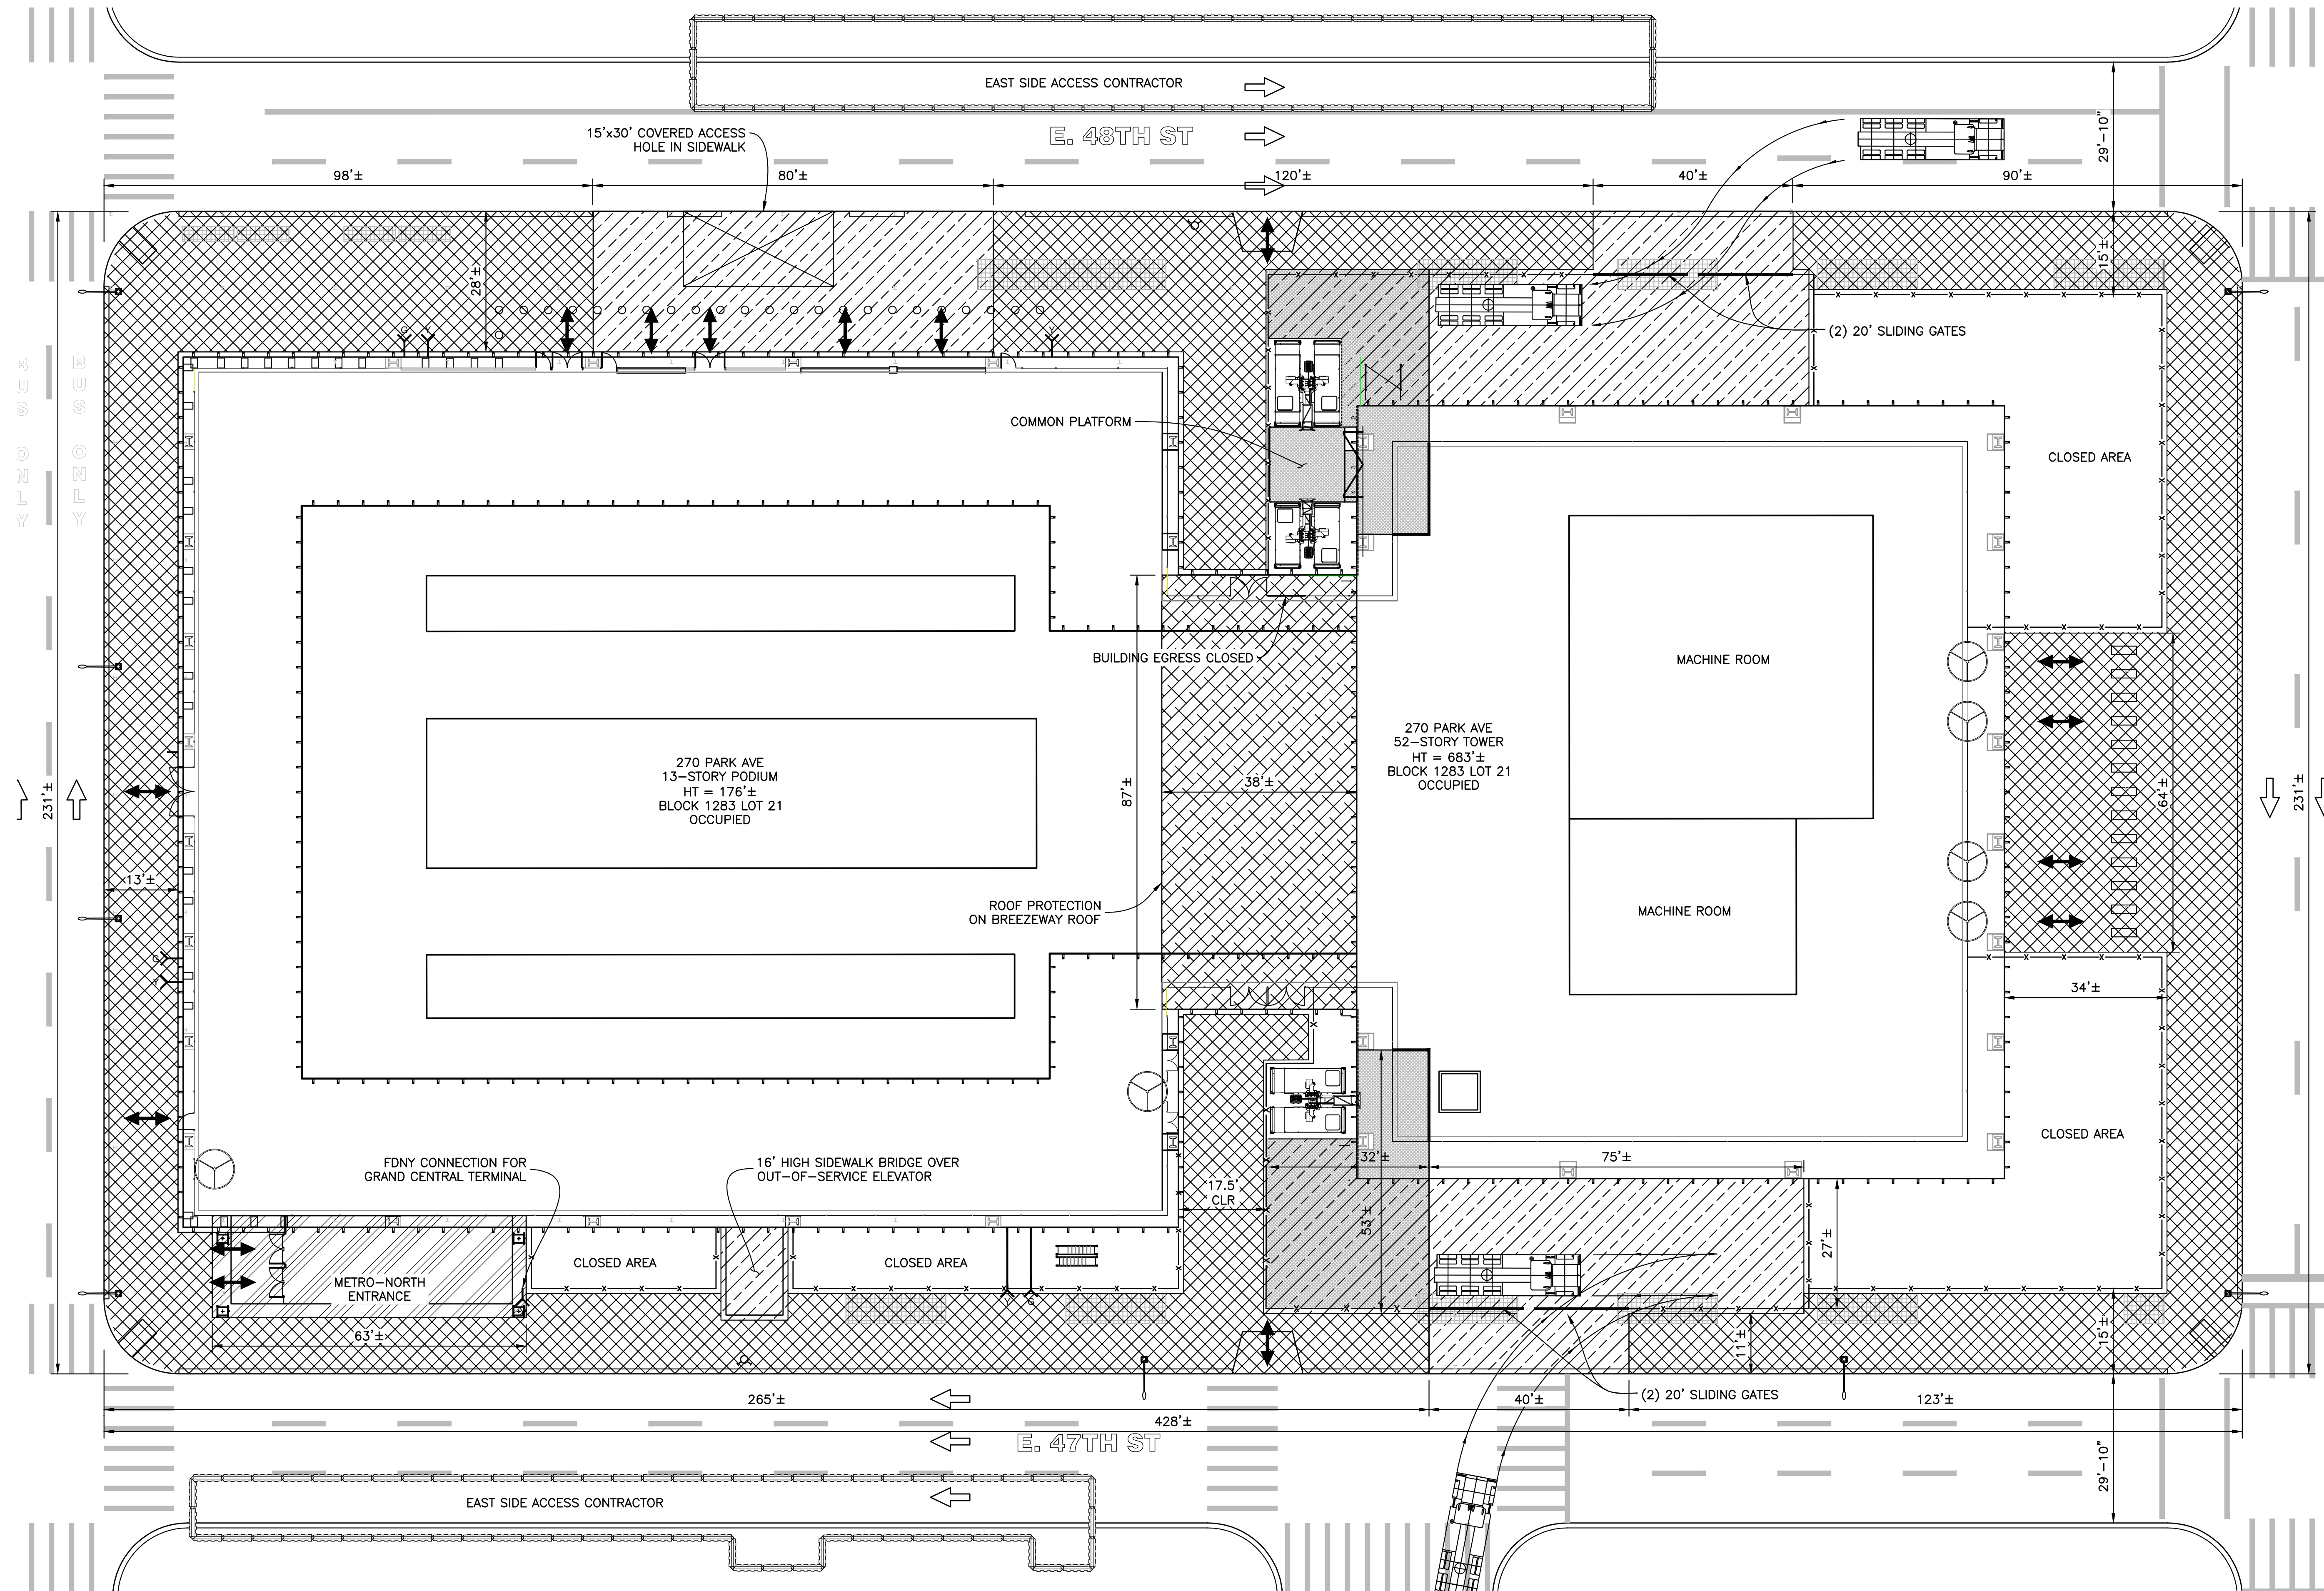 EAST SIDE ACCESS CONTRACTOR
15'x30' COVERED ACCESS
HOLE IN SIDEWALK
E. 48TH ST
29'-10"
98'±
80'±
120'±
40'±
90'±
28'±
15'±
G
Y
Y
(2) 20' SLIDING GATES
BUS ONLY
BUS ONLY
COMMON PLATFORM
CLOSED AREA
BUILDING EGRESS CLOSED
MACHINE ROOM
270 PARK AVE
13-STORY PODIUM
HT = 176'±
BLOCK 1283 LOT 21
OCCUPIED
270 PARK AVE
52-STORY TOWER
HT = 683'±
BLOCK 1283 LOT 21
OCCUPIED
231'±
87'±
38'±
64'±
231'±
13'±
ROOF PROTECTION
ON BREEZEWAY ROOF
MACHINE ROOM
G
Y
34'±
CLOSED AREA
FDNY CONNECTION FOR
GRAND CENTRAL TERMINAL
16' HIGH SIDEWALK BRIDGE OVER
OUT-OF-SERVICE ELEVATOR
17.5'
CLR
32'±
75'±
53'±
27'±
METRO-NORTH
ENTRANCE
CLOSED AREA
CLOSED AREA
Y
G
63'±
11'±
15'±
265'±
40'±
(2) 20' SLIDING GATES
123'±
428'±
E. 47TH ST
29'-10"
EAST SIDE ACCESS CONTRACTOR